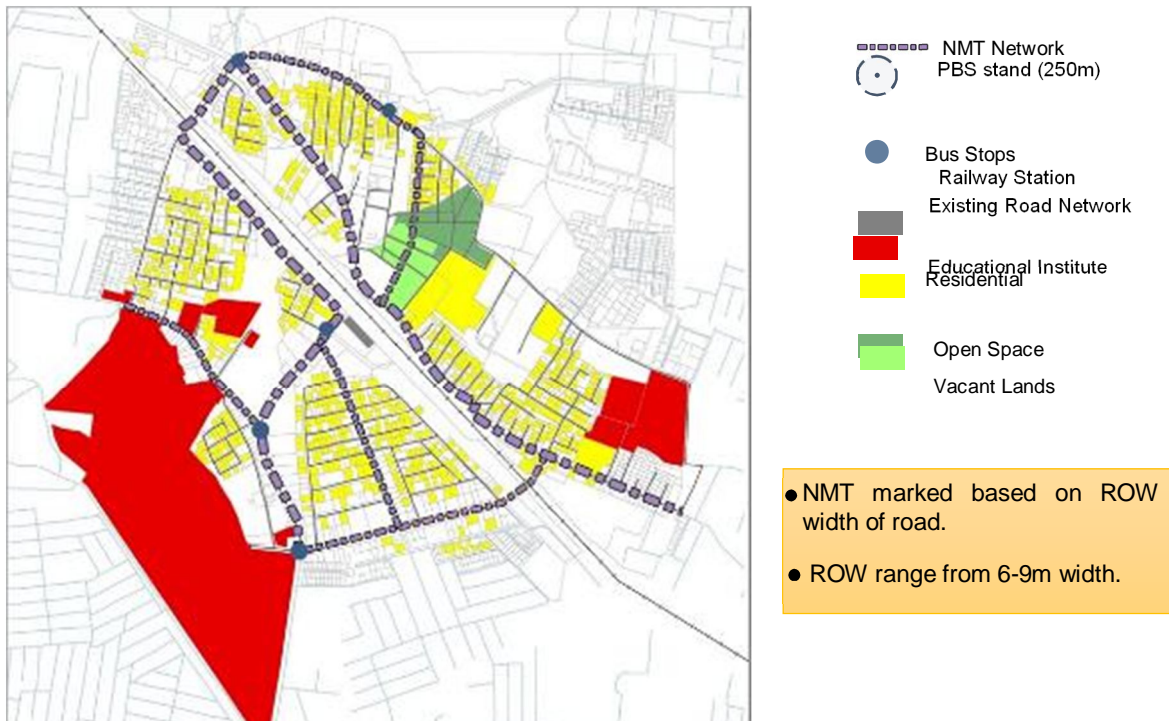 NMT Network
PBS stand (250m)
Bus Stops
Railway Station
Existing Road Network
Educational Institute
Residential
Open Space
Vacant Lands
● NMT marked based on ROW
width of road.
● ROW range from 6-9m width.